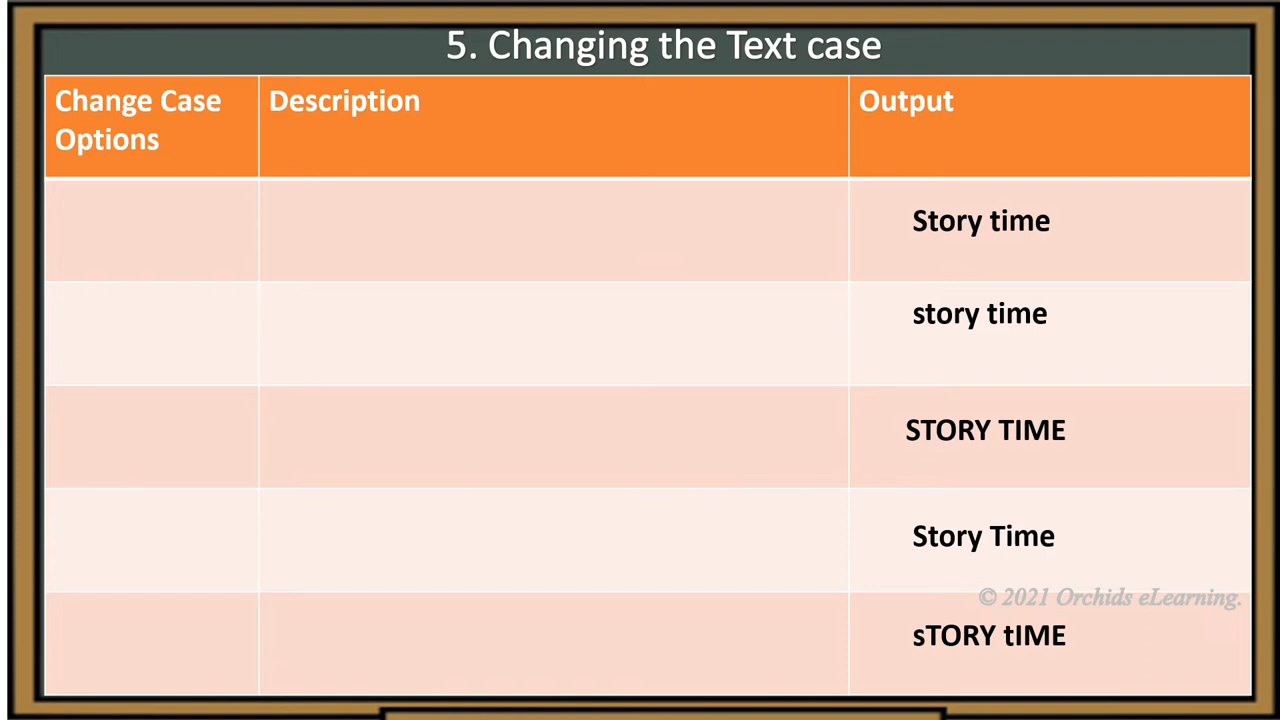 5. Changing the Text case
Change Case
Options
Description
Output
Story time
story time
STORY TIME
Story Time
© 2021 Orchids eLearning.
sTORY tIME